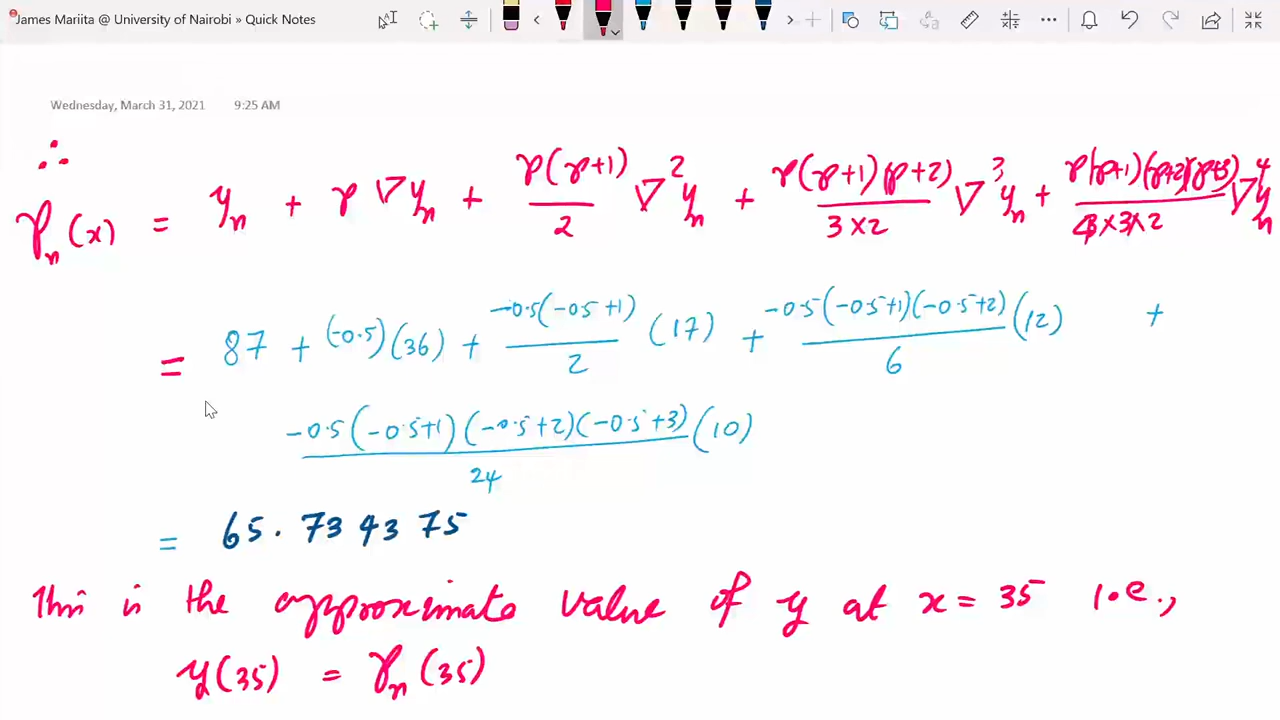 James Mariita @ University of Nairobi » Quick Notes
Wednesday, March 31, 2021 9:25 AM
∴
Pₙ(x) = yₙ + p ∇yₙ + p(p+1)/2 ∇²yₙ + p(p+1)(p+2)/3×2 ∇³yₙ + p(p+1)(p+2)(p+3)/4×3×2 ∇⁴yₙ
= 87 + (-0.5)(36) + -0.5(-0.5+1)/2 (17) + -0.5(-0.5+1)(-0.5+2)/6 (12) +
-0.5(-0.5+1)(-0.5+2)(-0.5+3)/24 (10)
= 65.734375
This is the approximate value of y at x = 35 i.e.,
y(35) = Pₙ(35)